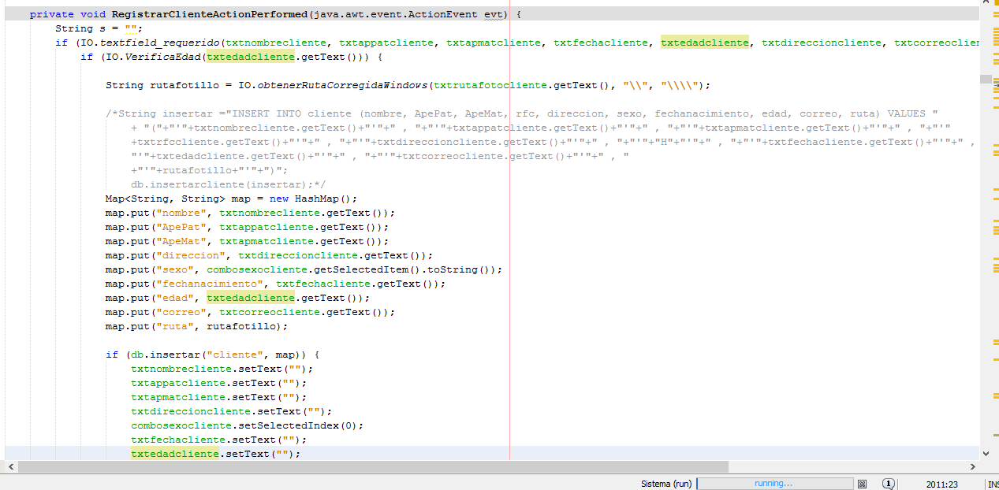 private void RegistrarClienteActionPerformed(java.awt.event.ActionEvent evt) {
String s = "";
if (IO.textfield_requerido(txtnombrecliente, txtappatcliente, txtapmatcliente, txtfechacliente, txtedadcliente, txtdireccioncliente, txtcorreoclien
if (IO.VerificaEdad(txtedadcliente.getText())) {
String rutafotillo = IO.obtenerRutaCorregidaWindows(txtrutafotocliente.getText(), "\\", "\\\\");
/*String insertar ="INSERT INTO cliente (nombre, ApePat, ApeMat, rfc, direccion, sexo, fechanacimiento, edad, correo, ruta) VALUES "
+ "("+"'"+txtnombrecliente.getText()+"'"+" , "+"'"+txtappatcliente.getText()+"'"+" , "+"'"+txtapmatcliente.getText()+"'"+" , "+"'"
+txtrfccliente.getText()+"'"+" , "+"'"+txtdireccioncliente.getText()+"'"+" , "+"'"+"H"+"'"+" , "+"'"+txtfechacliente.getText()+"'"+" ,
"'"+txtedadcliente.getText()+"'"+" , "+"'"+txtcorreocliente.getText()+"'"+" , "
+"'"+rutafotillo+"'"+")";
db.insertarcliente(insertar);*/
Map<String, String> map = new HashMap();
map.put("nombre", txtnombrecliente.getText());
map.put("ApePat", txtappatcliente.getText());
map.put("ApeMat", txtapmatcliente.getText());
map.put("direccion", txtdireccioncliente.getText());
map.put("sexo", combosexocliente.getSelectedItem().toString());
map.put("fechanacimiento", txtfechacliente.getText());
map.put("edad", txtedadcliente.getText());
map.put("correo", txtcorreocliente.getText());
map.put("ruta", rutafotillo);
if (db.insertar("cliente", map)) {
txtnombrecliente.setText("");
txtappatcliente.setText("");
txtapmatcliente.setText("");
txtdireccioncliente.setText("");
combosexocliente.setSelectedIndex(0);
txtfechacliente.setText("");
txtedadcliente.setText("");
Sistema (run) running... 1 2011:23 INS